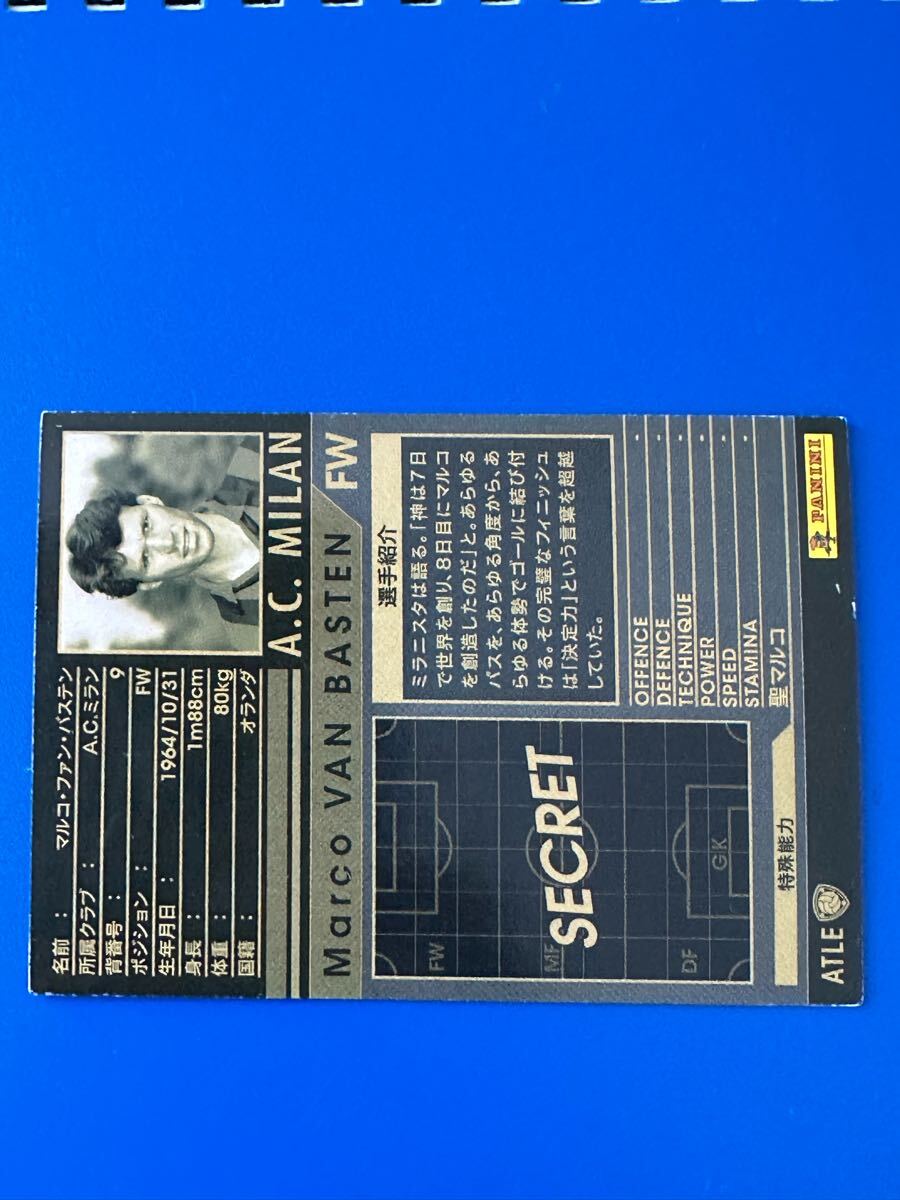 名前 : マルコ・ファン・バステン
所属クラブ : A.C.ミラン
背番号 : 9
ポジション : FW
生年月日 : 1964/10/31
身長 : 1m88cm
体重 : 80kg
国籍 : オランダ
A.C. MILAN
Marco VAN BASTEN FW
選手紹介
ミラニスタは語る。「神は7日
で世界を創り、8日目にマルコ
を創造したのだ」と。あらゆる
パスを、あらゆる角度から、あ
らゆる体勢でゴールに結び付
ける。その完璧なフィニッシュ
は「決定力」という言葉を超越
していた。
FW
MF
DF
GK
SECRET
OFFENCE -
DEFENCE -
TECHNIQUE -
POWER -
SPEED -
STAMINA -
特殊能力 聖マルコ
ATLE
PANINI